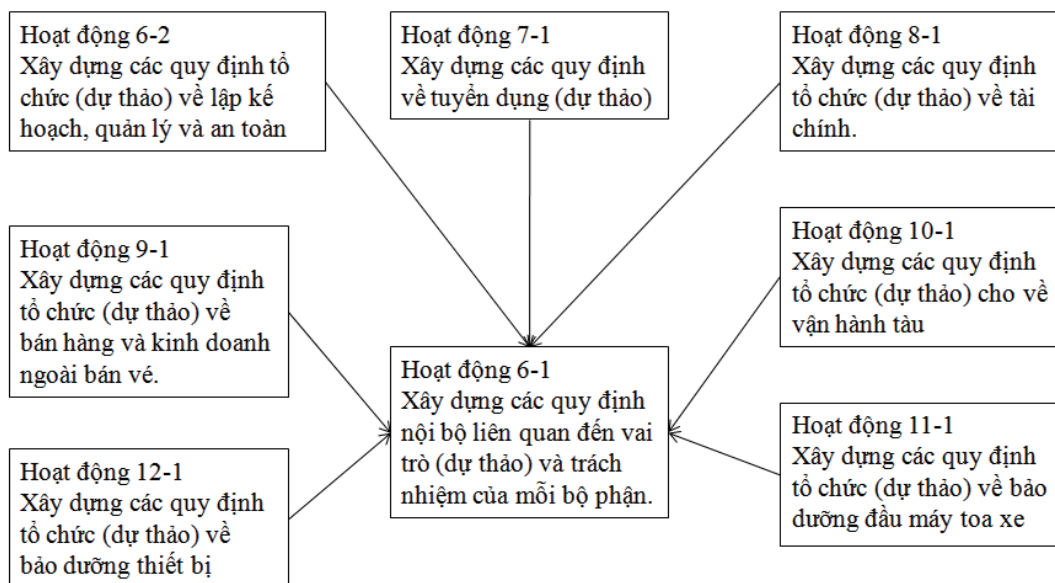 Hoạt động 6-2
Xây dựng các quy định tổ
chức (dự thảo) về lập kế
hoạch, quản lý và an toàn
Hoạt động 7-1
Xây dựng các quy định
về tuyển dụng (dự thảo)
Hoạt động 8-1
Xây dựng các quy định
tổ chức (dự thảo) về tài
chính.
Hoạt động 9-1
Xây dựng các quy định
tổ chức (dự thảo) về
bán hàng và kinh doanh
ngoài bán vé.
Hoạt động 10-1
Xây dựng các quy định
tổ chức (dự thảo) cho về
vận hành tàu
Hoạt động 6-1
Xây dựng các quy định
nội bộ liên quan đến vai
trò (dự thảo) và trách
nhiệm của mỗi bộ phận.
Hoạt động 12-1
Xây dựng các quy định
tổ chức (dự thảo) về
bảo dưỡng thiết bị
Hoạt động 11-1
Xây dựng các quy định
tổ chức (dự thảo) về bảo
dưỡng đầu máy toa xe